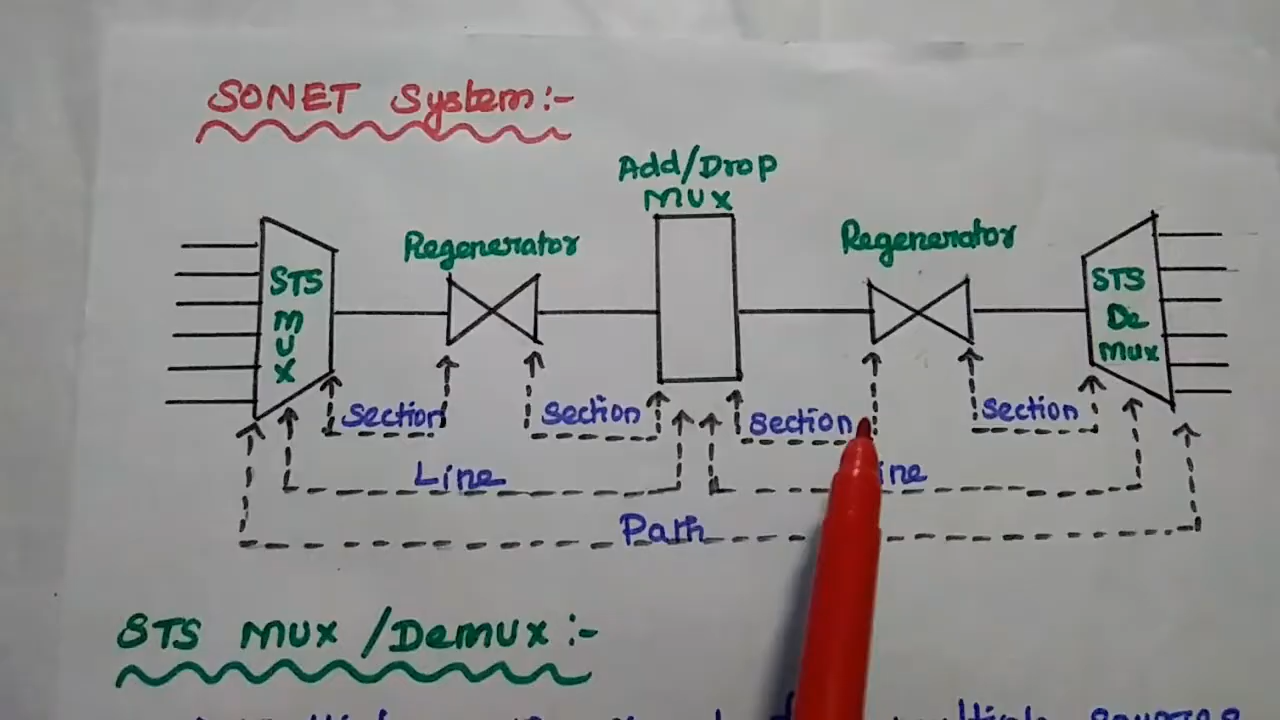 SONET System:-
Add/Drop
MUX
Regenerator
Regenerator
STS
MUX
STS
De
Mux
Section
Section
Section
Section
Line
Line
Path
STS MUX /Demux :-